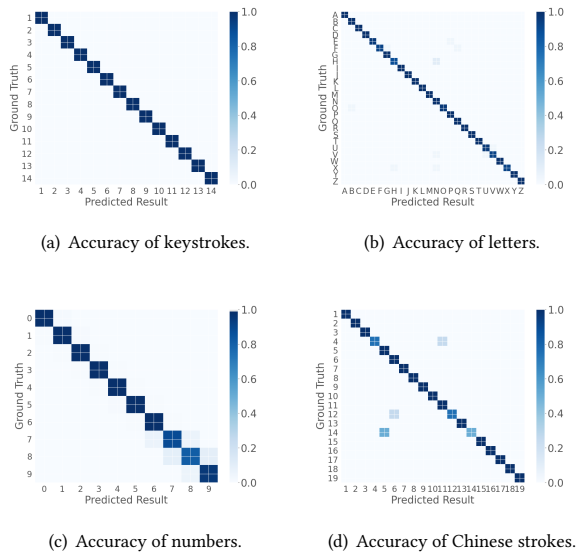 1
2
3
4
5
6
7
8
9
10
11
12
13
14
Ground Truth
1 2 3 4 5 6 7 8 9 10 11 12 13 14
Predicted Result
1.0
0.8
0.6
0.4
0.2
0.0
(a) Accuracy of keystrokes.
A
B
C
D
E
F
G
H
I
J
K
L
M
N
O
P
Q
R
S
T
U
V
W
X
Y
Z
Ground Truth
A B C D E F G H I J K L M N O P Q R S T U V W X Y Z
Predicted Result
1.0
0.8
0.6
0.4
0.2
0.0
(b) Accuracy of letters.
0
1
2
3
4
5
6
7
8
9
Ground Truth
0 1 2 3 4 5 6 7 8 9
Predicted Result
1.0
0.8
0.6
0.4
0.2
0.0
(c) Accuracy of numbers.
1
2
3
4
5
6
7
8
9
10
11
12
13
14
15
16
17
18
19
Ground Truth
1 2 3 4 5 6 7 8 9 10 11 12 13 14 15 16 17 18 19
Predicted Result
1.0
0.8
0.6
0.4
0.2
0.0
(d) Accuracy of Chinese strokes.